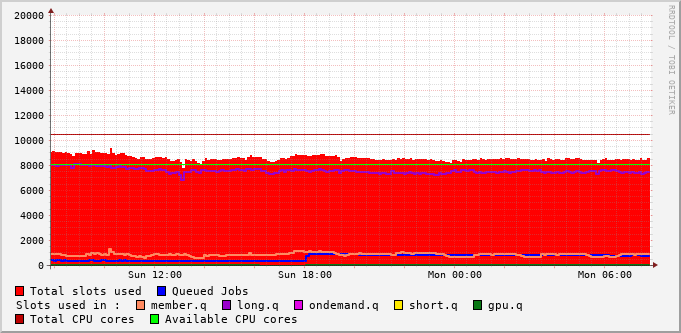 20000
18000
16000
14000
12000
10000
8000
6000
4000
2000
0
Sun 12:00 Sun 18:00 Mon 00:00 Mon 06:00
RRDTOOL / TOBI OETIKER
Total slots used Queued Jobs
Slots used in : member.q long.q ondemand.q short.q gpu.q
Total CPU cores Available CPU cores